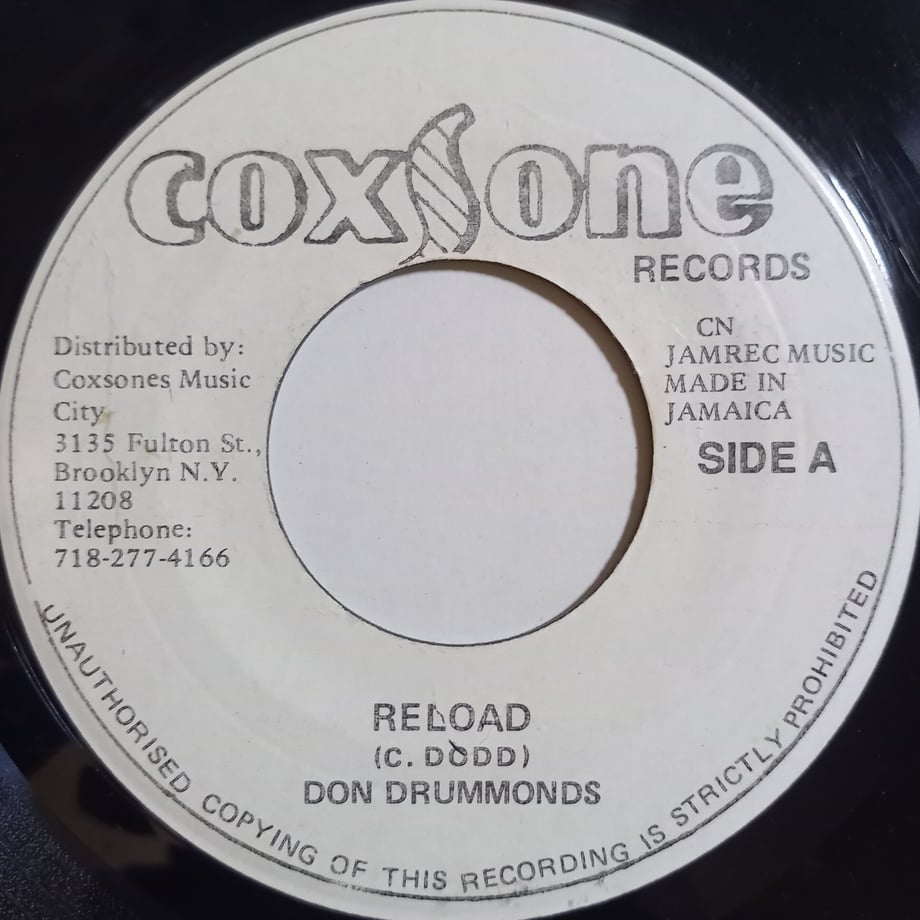 coxsone
RECORDS
Distributed by:
Coxsones Music
City
3135 Fulton St.,
Brooklyn N.Y.
11208
Telephone:
718-277-4166
CN
JAMREC MUSIC
MADE IN
JAMAICA
SIDE A
RELOAD
(C. DODD)
DON DRUMMONDS
UNAUTHORISED COPYING OF THIS RECORDING IS STRICTLY PROHIBITED